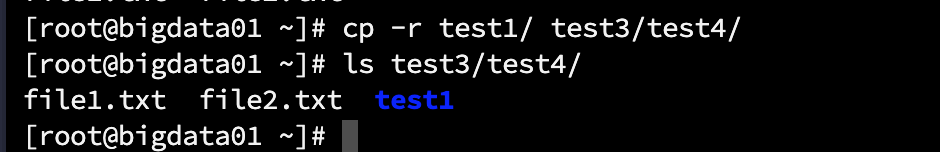 [root@bigdata01 ~]# cp -r test1/ test3/test4/
[root@bigdata01 ~]# ls test3/test4/
file1.txt  file2.txt  test1
[root@bigdata01 ~]#